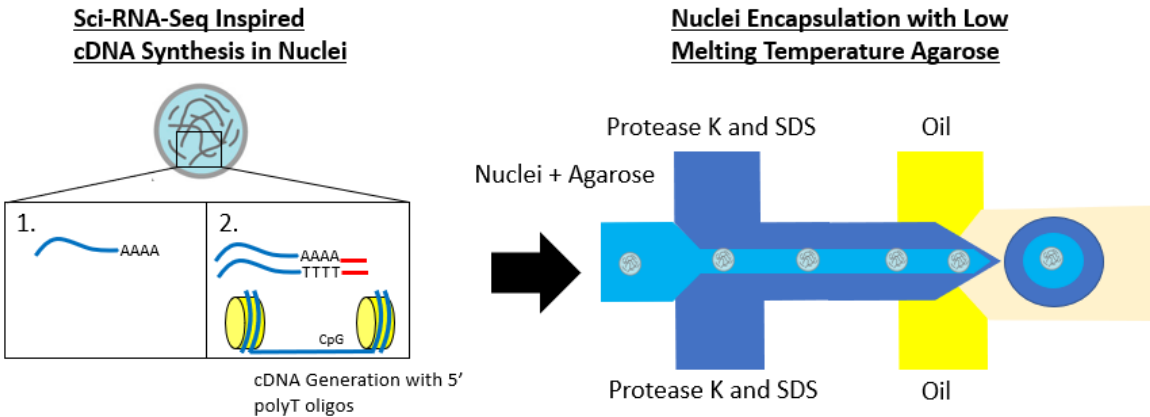 Sci-RNA-Seq Inspired
cDNA Synthesis in Nuclei
1.
AAAA
2.
AAAA
TTTT
CpG
cDNA Generation with 5’
polyT oligos
Nuclei Encapsulation with Low
Melting Temperature Agarose
Protease K and SDS
Oil
Nuclei + Agarose
Protease K and SDS
Oil